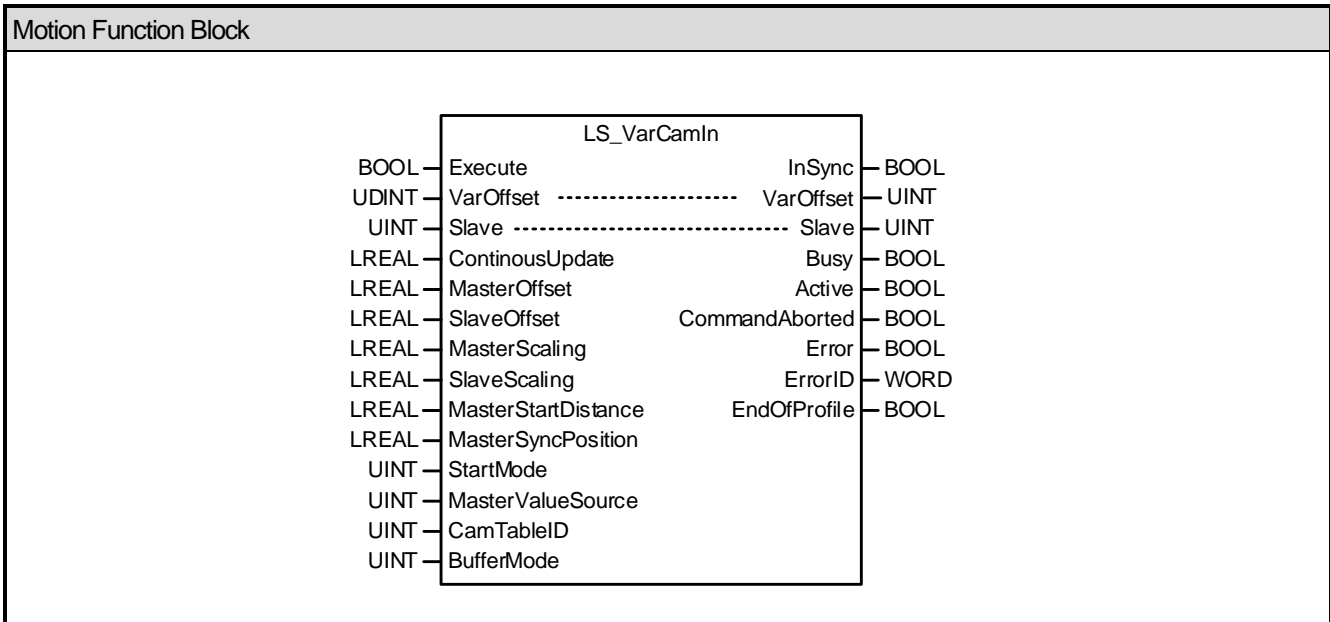 Motion Function Block
LS_VarCamIn
BOOL Execute InSync BOOL
UDINT VarOffset VarOffset UINT
UINT Slave Slave UINT
LREAL ContinousUpdate Busy BOOL
LREAL MasterOffset Active BOOL
LREAL SlaveOffset CommandAborted BOOL
LREAL MasterScaling Error BOOL
LREAL SlaveScaling ErrorID WORD
LREAL MasterStartDistance EndOfProfile BOOL
LREAL MasterSyncPosition
UINT StartMode
UINT MasterValueSource
UINT CamTableID
UINT BufferMode